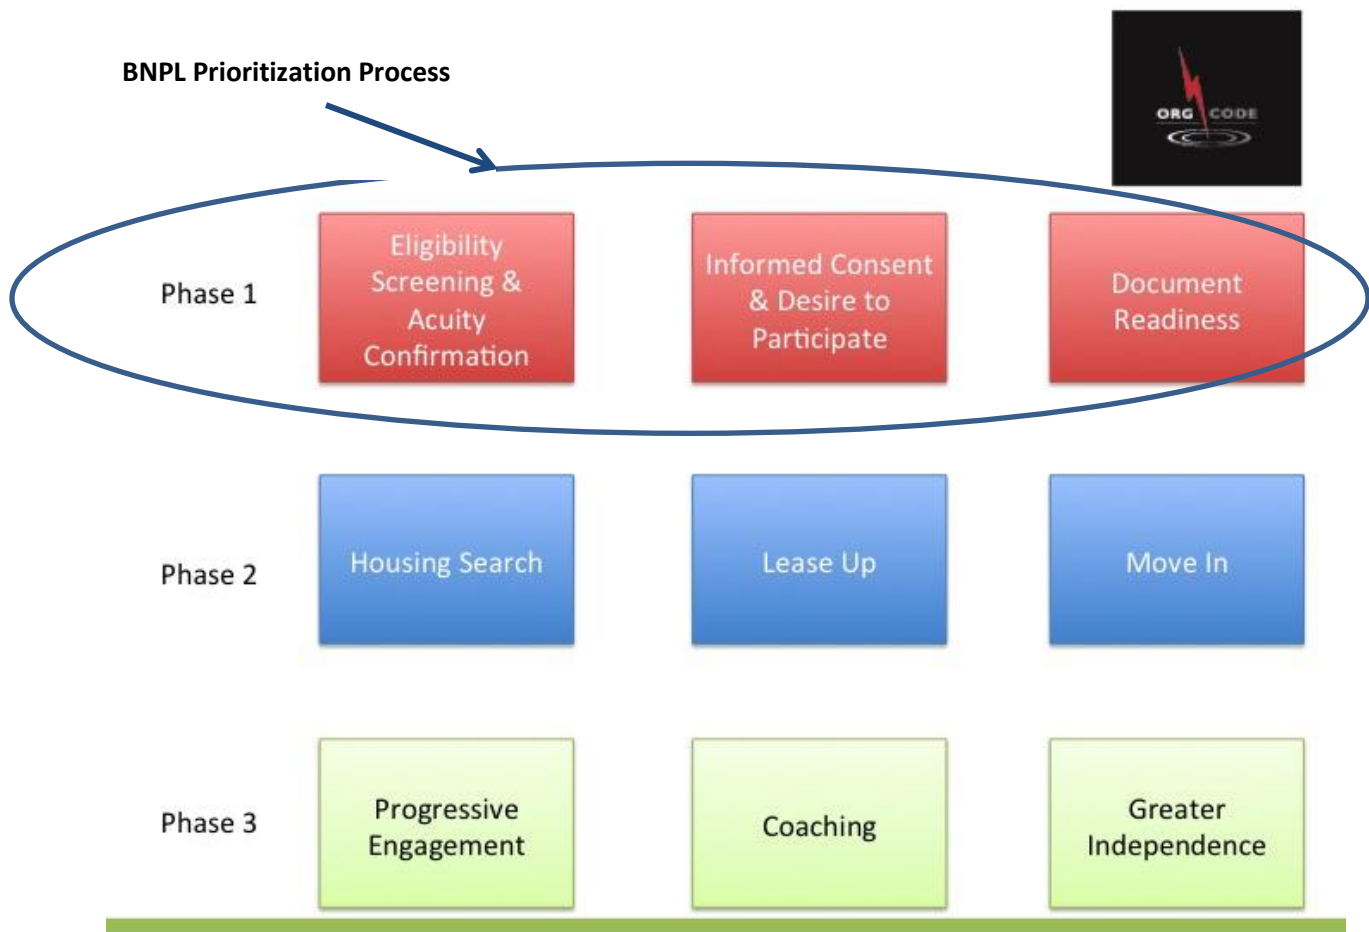 BNPL Prioritization Process
ORG CODE
Phase 1
Eligibility
Screening &
Acuity
Confirmation
Informed Consent
& Desire to
Participate
Document
Readiness
Phase 2
Housing Search
Lease Up
Move In
Phase 3
Progressive
Engagement
Coaching
Greater
Independence